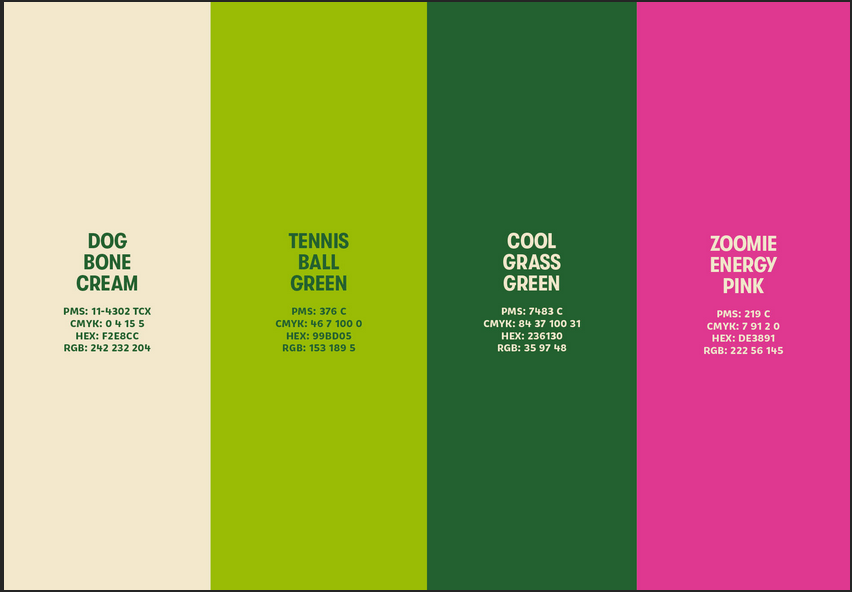 DOG
BONE
CREAM
PMS: 11-4302 TCX
CMYK: 0 4 15 5
HEX: F2E8CC
RGB: 242 232 204
TENNIS
BALL
GREEN
PMS: 376 C
CMYK: 46 7 100 0
HEX: 99BD05
RGB: 153 189 5
COOL
GRASS
GREEN
PMS: 7483 C
CMYK: 84 37 100 31
HEX: 236130
RGB: 35 97 48
ZOOMIE
ENERGY
PINK
PMS: 219 C
CMYK: 7 91 2 0
HEX: DE3891
RGB: 222 56 145